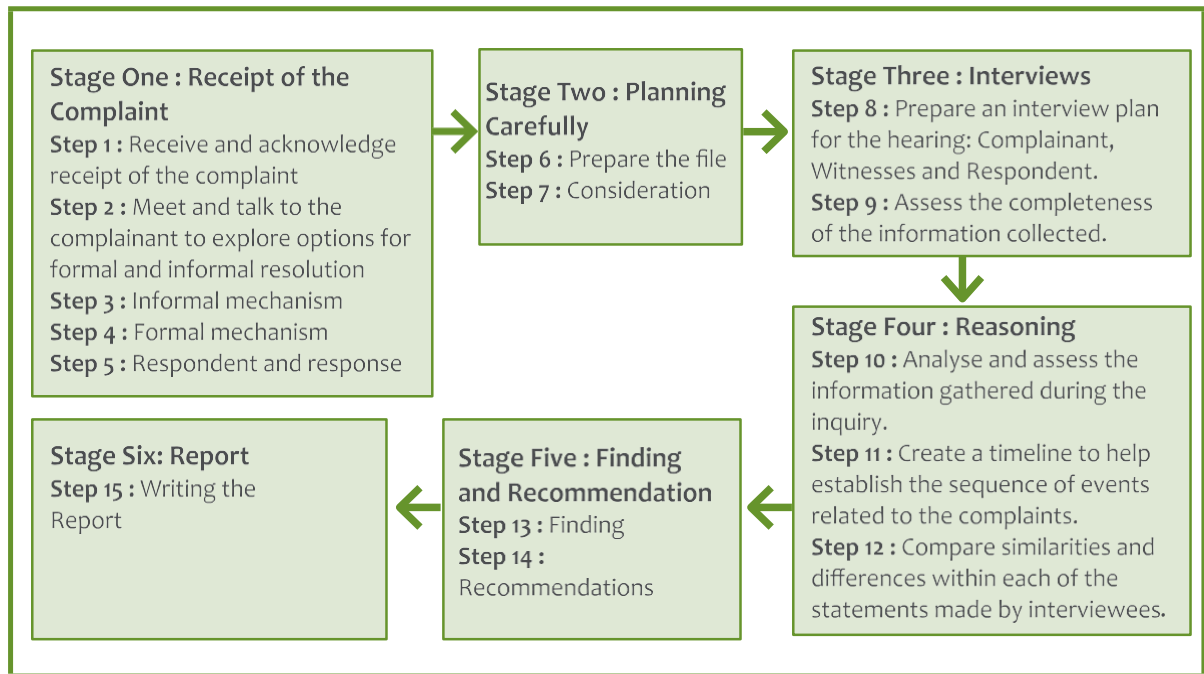 Stage One : Receipt of the
Complaint
Step 1 : Receive and acknowledge
receipt of the complaint
Step 2 : Meet and talk to the
complainant to explore options for
formal and informal resolution
Step 3 : Informal mechanism
Step 4 : Formal mechanism
Step 5 : Respondent and response
Stage Two : Planning
Carefully
Step 6 : Prepare the file
Step 7 : Consideration
Stage Three : Interviews
Step 8 : Prepare an interview plan
for the hearing: Complainant,
Witnesses and Respondent.
Step 9 : Assess the completeness
of the information collected.
Stage Four : Reasoning
Step 10 : Analyse and assess the
information gathered during the
inquiry.
Step 11 : Create a timeline to help
establish the sequence of events
related to the complaints.
Step 12 : Compare similarities and
differences within each of the
statements made by interviewees.
Stage Five : Finding
and Recommendation
Step 13 : Finding
Step 14 :
Recommendations
Stage Six: Report
Step 15 : Writing the
Report